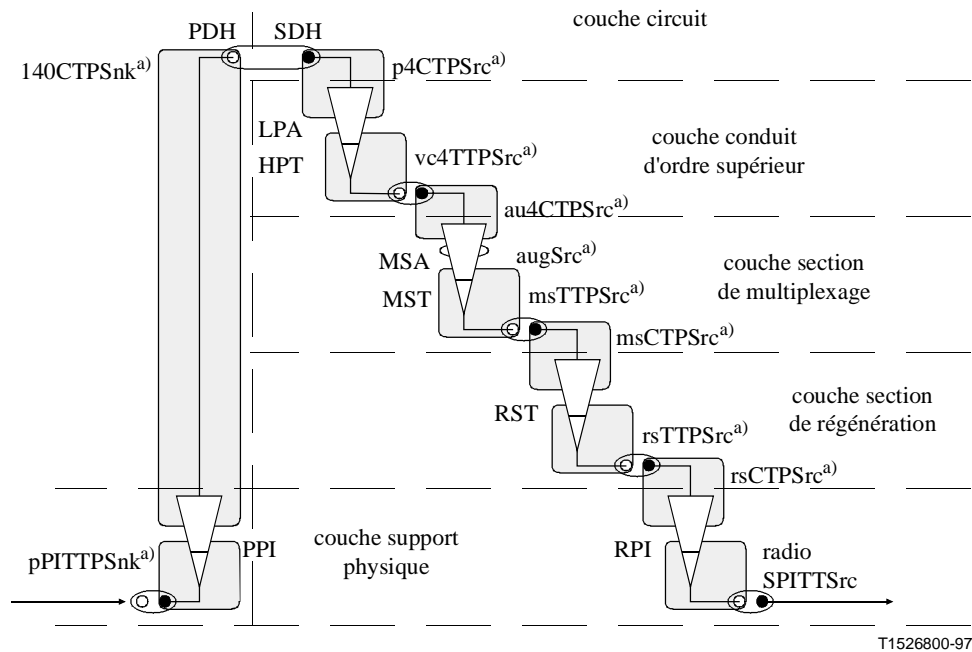 couche circuit
PDH SDH
140CTPSnk a)
p4CTPSrc a)
LPA
HPT
couche conduit
d'ordre supérieur
vc4TTPSrc a)
au4CTPSrc a)
MSA
augSrc a)
couche section
de multiplexage
MST
msTTPSrc a)
msCTPSrc a)
couche section
de régénération
RST
rsTTPSrc a)
rsCTPSrc a)
couche support
physique
pPITTPSnk a)
PPI
RPI
radio
SPITTSrc
T1526800-97